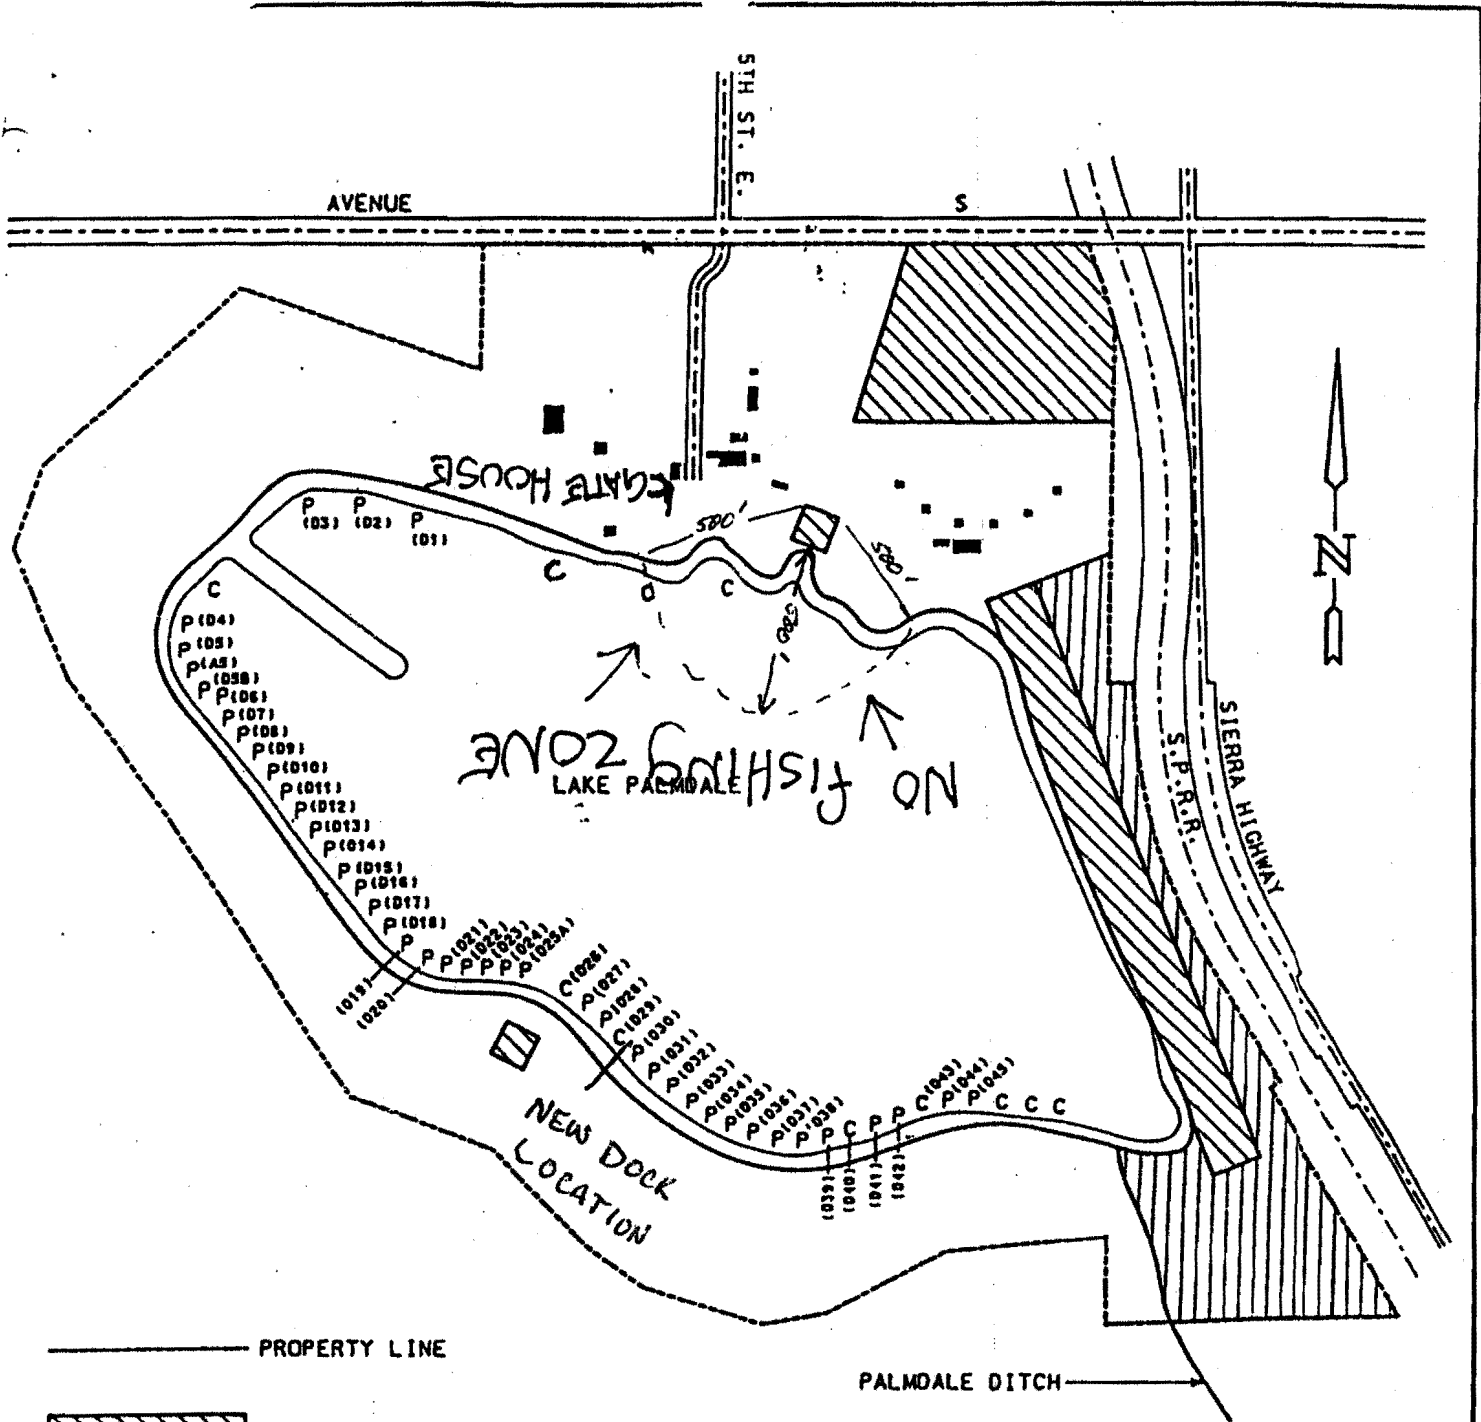 5TH ST. E.
AVENUE
S
GATE HOUSE
500'
500'
500'
P P P
(D3) (D2) (D1)
C
C
C
C
P (D4)
P (D5)
P (A5)
P (D5B)
P (D6)
P (D7)
P (D8)
P (D9)
P (D10)
P (D11)
P (D12)
P (D13)
P (D14)
P (D15)
P (D16)
P (D17)
P (D18)
P
(D19)
P
(D20)
P (D21)
P (D22)
P (D23)
P (D24)
P (D25A)
C (D26)
P (D27)
P (D28)
C (D29)
P (D30)
P (D31)
P (D32)
P (D33)
P (D34)
P (D35)
P (D36)
P (D37)
P (D38)
P C P P
(D39) (D40) (D41) (D42)
C (D43)
P (D44)
P (D45)
C C C
NO FISHING ZONE
LAKE PALMDALE
N
S.P.R.R.
SIERRA HIGHWAY
NEW DOCK
LOCATION
PROPERTY LINE
PALMDALE DITCH